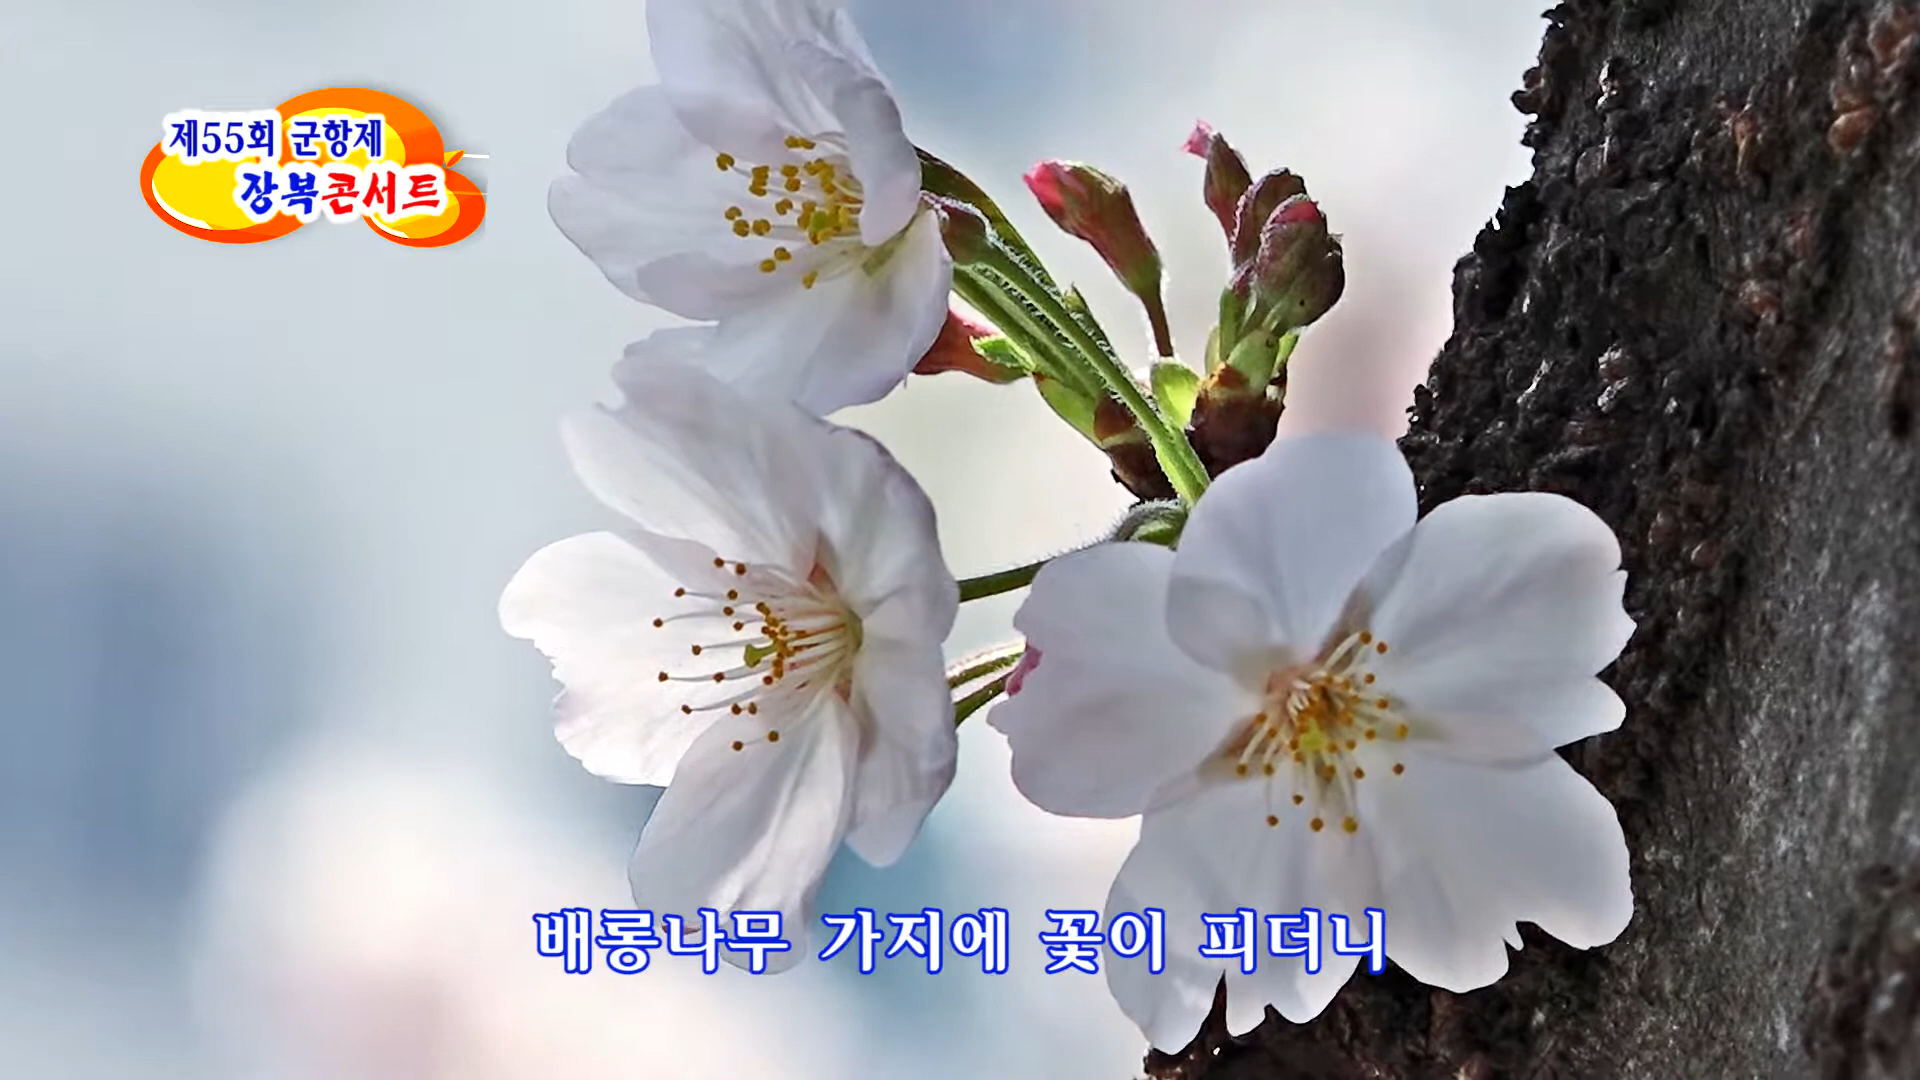 제55회 군항제
장복콘서트
배롱나무 가지에 꽃이 피더니